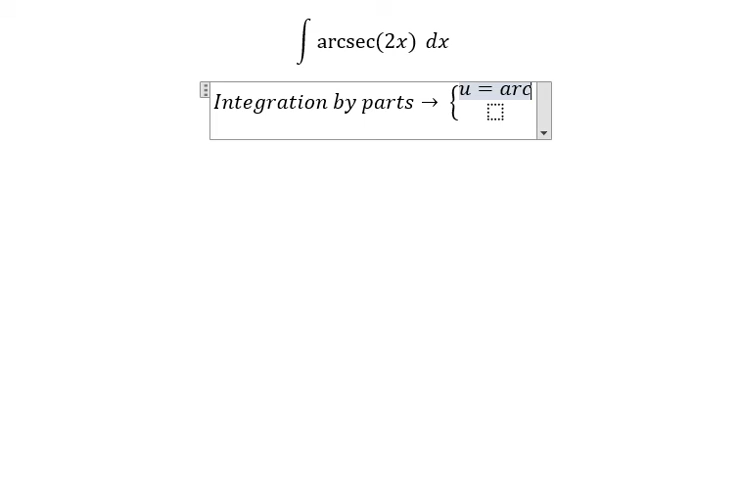 ∫ arcsec(2x) dx
Integration by parts → { u = arc